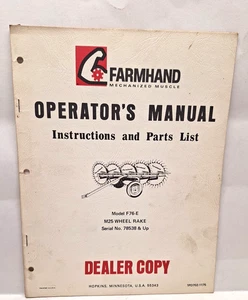 FARMHAND
MECHANIZED MUSCLE
OPERATOR'S MANUAL
Instructions and Parts List
Model F76-E
M25 WHEEL RAKE
Serial No. 79538 & Up
DEALER COPY
HOPKINS, MINNESOTA, U.S.A. 55343